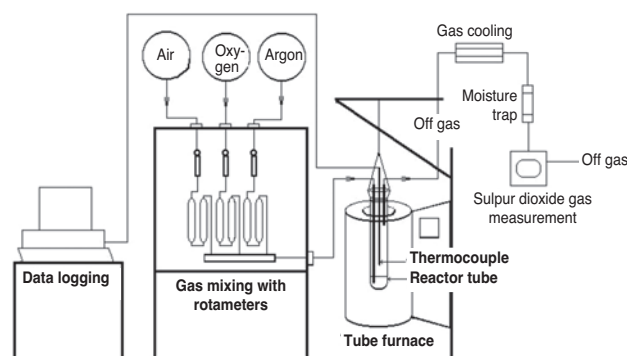 Gas cooling
Air
Oxy-
gen
Argon
Moisture
trap
Off gas
Off gas
Sulpur dioxide gas
measurement
Thermocouple
Reactor tube
Data logging
Gas mixing with
rotameters
Tube furnace